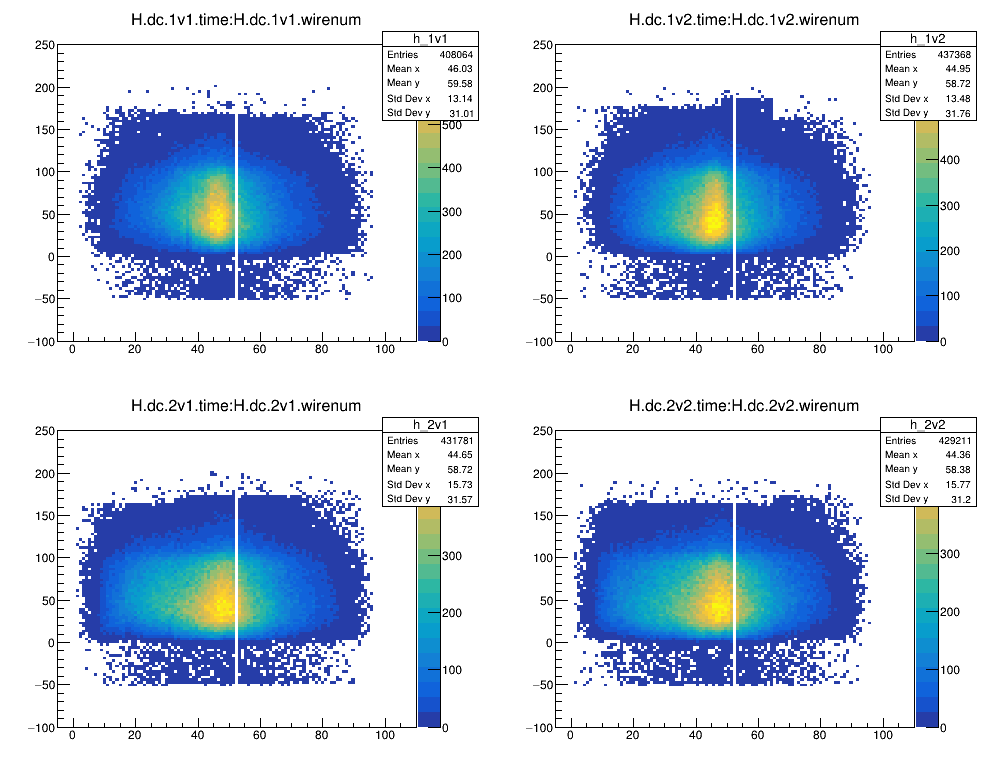 H.dc.1v1.time:H.dc.1v1.wirenum
h_1v1
Entries 408064
Mean x 46.03
Mean y 59.58
Std Dev x 13.14
Std Dev y 31.01
250
200
150
100
50
0
−50
−100
0 20 40 60 80 100
500
400
300
200
100
0
H.dc.1v2.time:H.dc.1v2.wirenum
h_1v2
Entries 437368
Mean x 44.95
Mean y 58.72
Std Dev x 13.48
Std Dev y 31.76
250
200
150
100
50
0
−50
−100
0 20 40 60 80 100
400
300
200
100
0
H.dc.2v1.time:H.dc.2v1.wirenum
h_2v1
Entries 431781
Mean x 44.65
Mean y 58.72
Std Dev x 15.73
Std Dev y 31.57
250
200
150
100
50
0
−50
−100
0 20 40 60 80 100
300
200
100
0
H.dc.2v2.time:H.dc.2v2.wirenum
h_2v2
Entries 429211
Mean x 44.36
Mean y 58.38
Std Dev x 15.77
Std Dev y 31.2
250
200
150
100
50
0
−50
−100
0 20 40 60 80 100
300
200
100
0